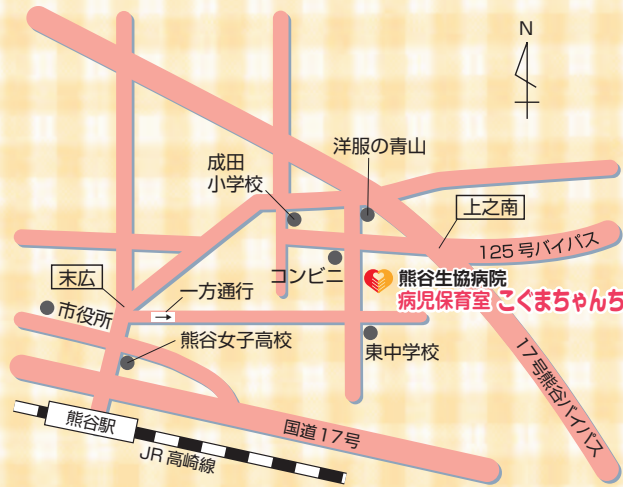 N
洋服の青山
成田
小学校
上之南
125号バイパス
コンビニ
熊谷生協病院
病児保育室 こぐまちゃんち
末広
一方通行
→
市役所
熊谷女子高校
東中学校
17号熊谷バイパス
熊谷駅
国道17号
JR高崎線